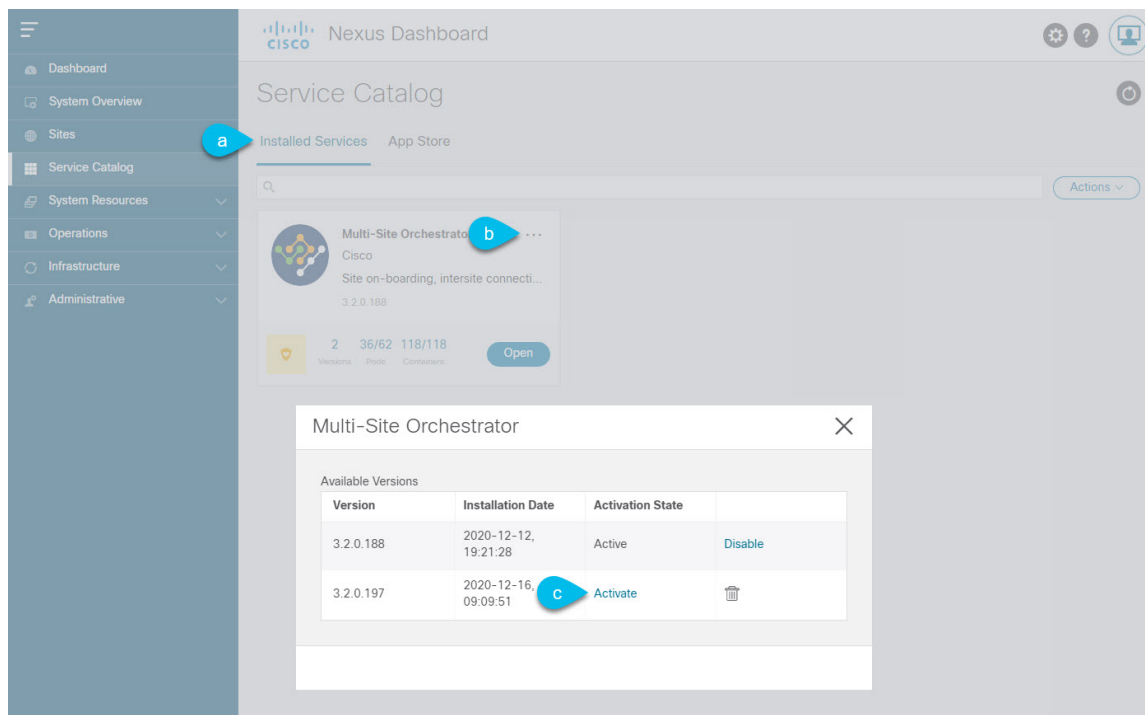 CISCO
Nexus Dashboard
?
Dashboard
System Overview
Sites
Service Catalog
System Resources
Operations
Infrastructure
Administrative
Service Catalog
a
Installed Services
App Store
Actions
Multi-Site Orchestrato
b
...
Cisco
Site on-boarding, intersite connecti...
3.2.0.188
2 36/62 118/118
Versions Pods Containers
Open
Multi-Site Orchestrator
Available Versions
Version Installation Date Activation State
3.2.0.188 2020-12-12, 19:21:28 Active Disable
3.2.0.197 2020-12-16, 09:09:51 c Activate